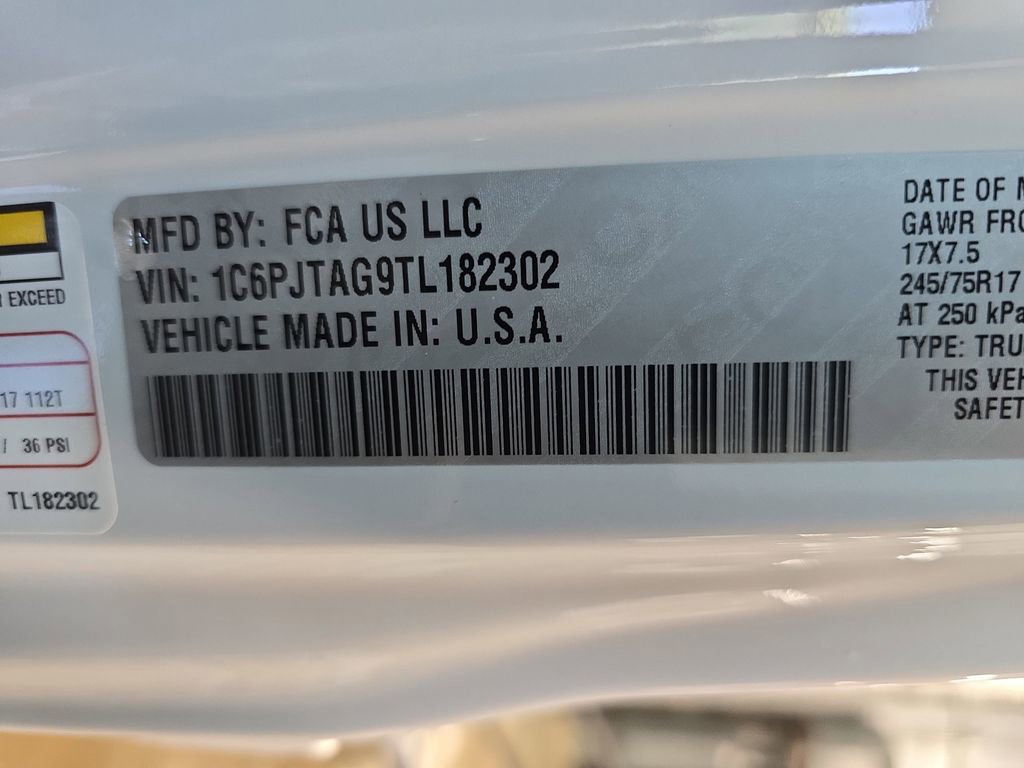 MFD BY: FCA US LLC
VIN: 1C6PJTAG9TL182302
VEHICLE MADE IN: U.S.A.
EXCEED
17 112T
/ 36 PSI
TL182302
DATE OF
GAWR
17X7.5
245/75R17
AT 250 kPa
TYPE:
THIS